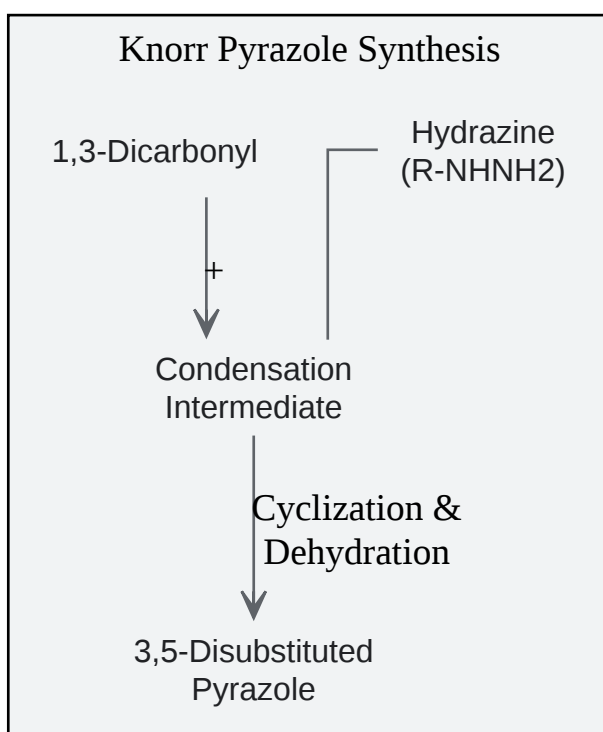 Knorr Pyrazole Synthesis
1,3-Dicarbonyl
Hydrazine
(R-NHNH2)
+
Condensation
Intermediate
Cyclization &
Dehydration
3,5-Disubstituted
Pyrazole